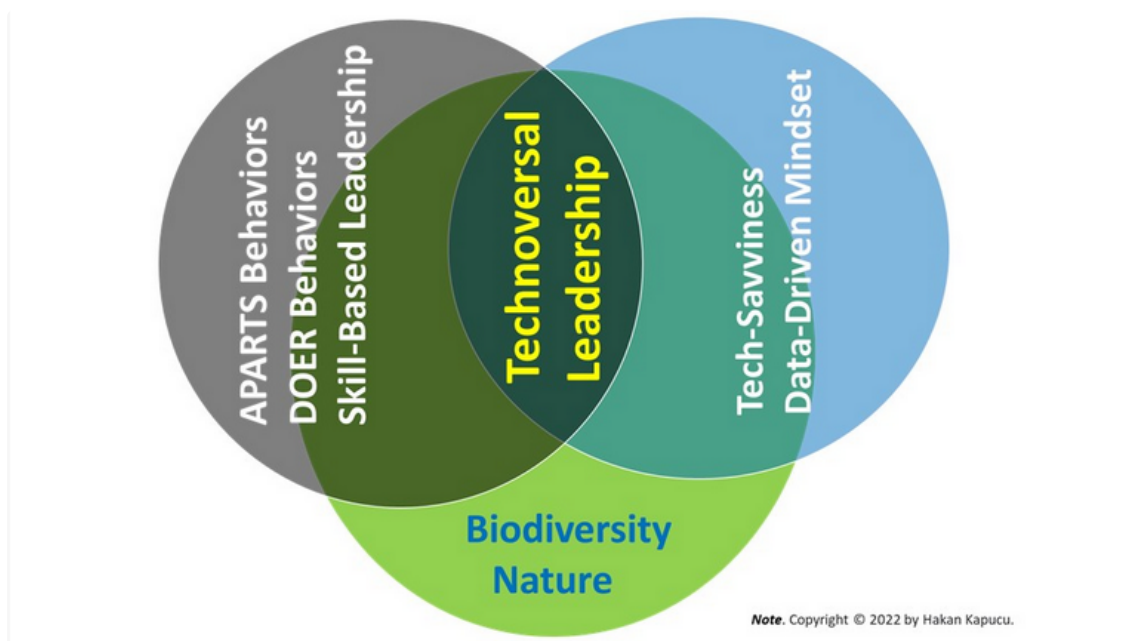 APARTS Behaviors
DOER Behaviors
Skill-Based Leadership
Technoversal
Leadership
Tech-Savviness
Data-Driven Mindset
Biodiversity
Nature
Note. Copyright © 2022 by Hakan Kapucu.